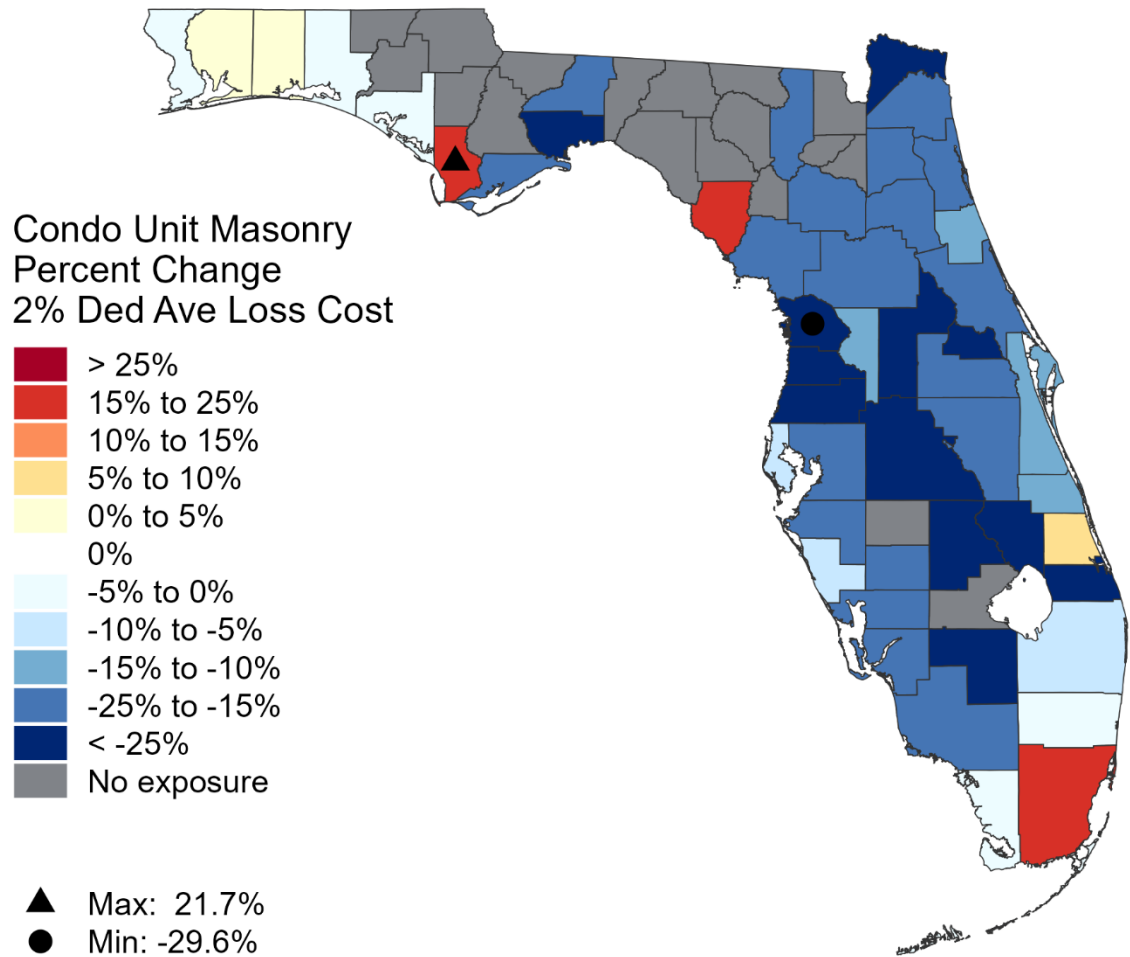 Condo Unit Masonry
Percent Change
2% Ded Ave Loss Cost
> 25%
15% to 25%
10% to 15%
5% to 10%
0% to 5%
0%
-5% to 0%
-10% to -5%
-15% to -10%
-25% to -15%
< -25%
No exposure
Max: 21.7%
Min: -29.6%